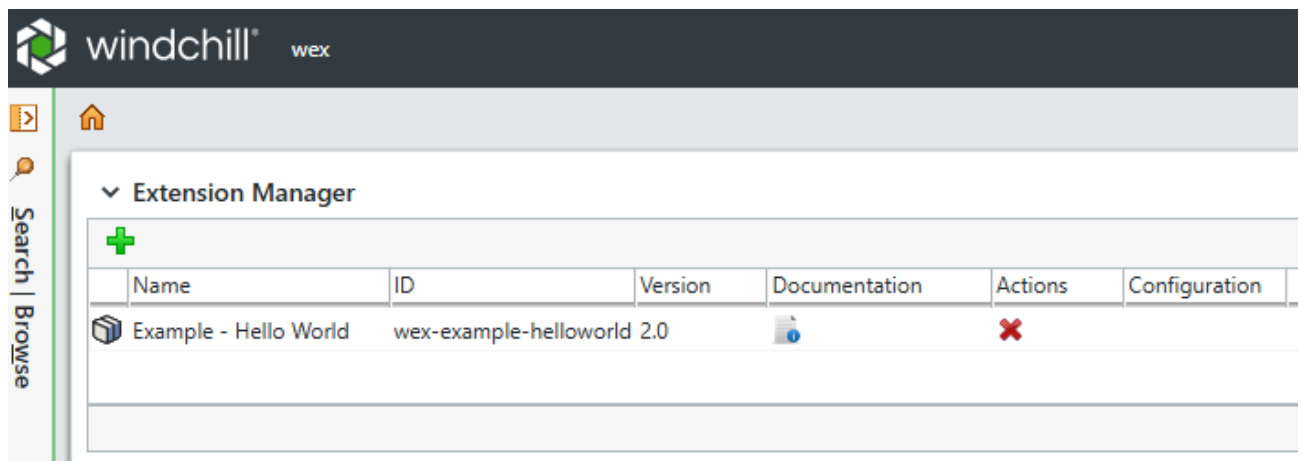 windchill® wex
Search | Browse
Extension Manager
Name ID Version Documentation Actions Configuration
Example - Hello World wex-example-helloworld 2.0